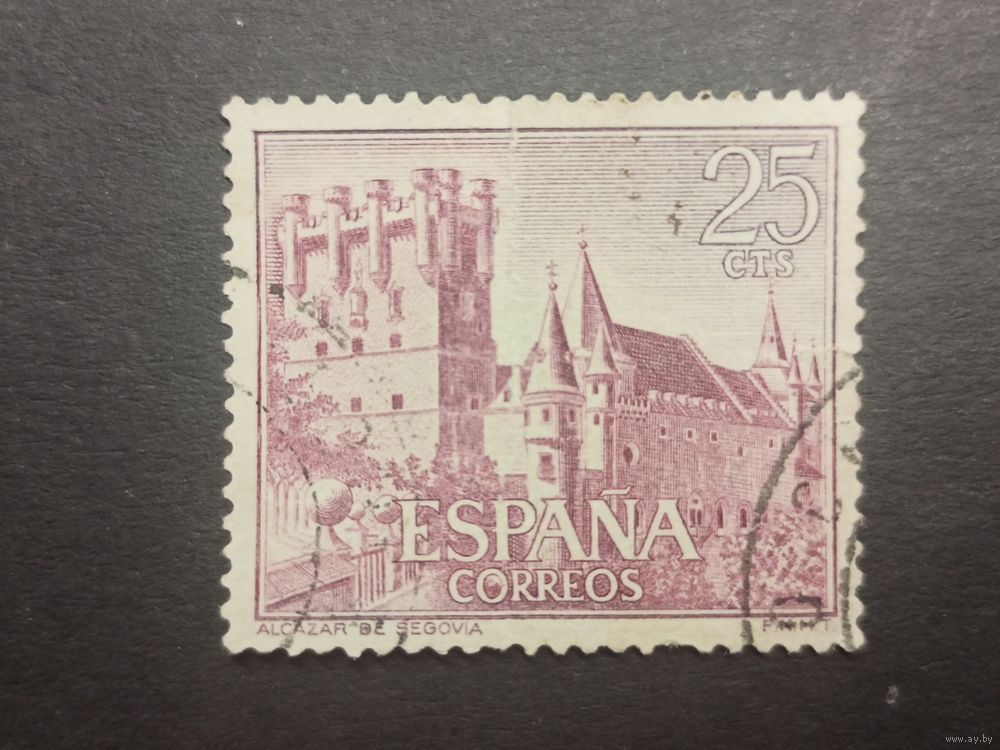 25
CTS
ESPAÑA
CORREOS
ALCAZAR DE SEGOVIA
F.N.M.T.
www.ay.by